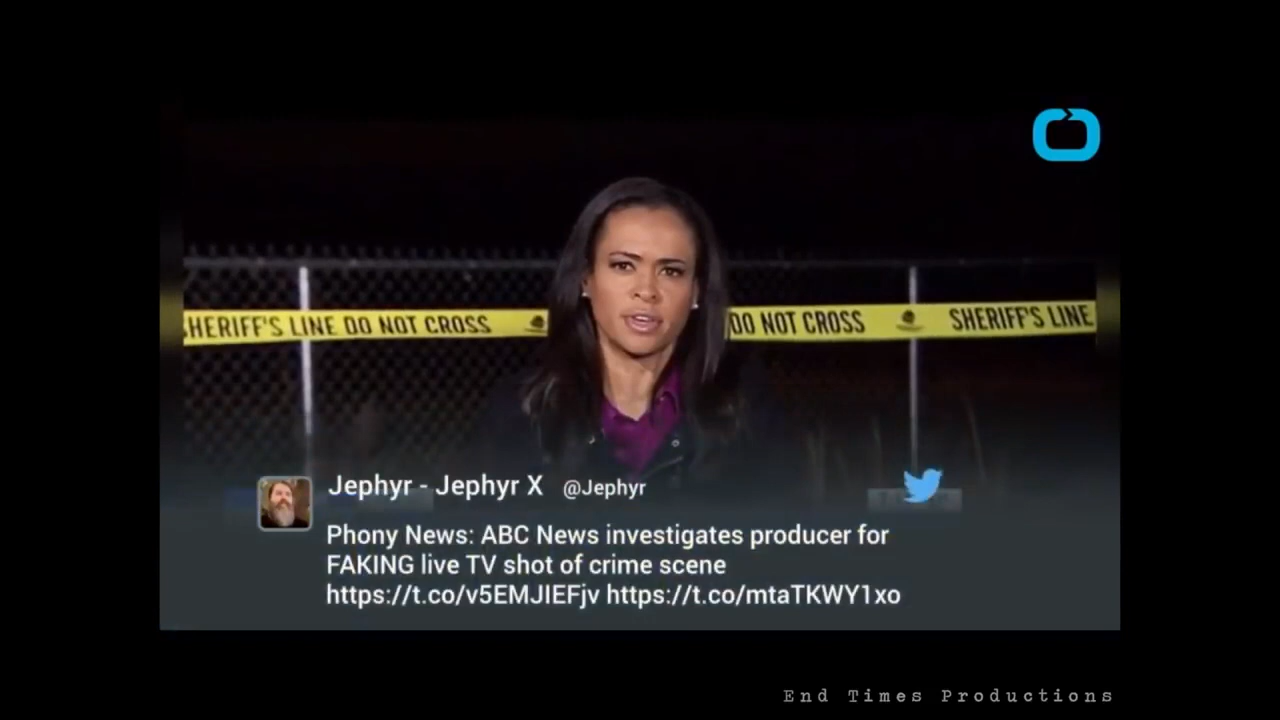 SHERIFF'S LINE DO NOT CROSS DO NOT CROSS SHERIFF'S LINE
Jephyr - Jephyr X @Jephyr
Phony News: ABC News investigates producer for
FAKING live TV shot of crime scene
https://t.co/v5EMJIEFjv https://t.co/mtaTKWY1xo
End Times Productions